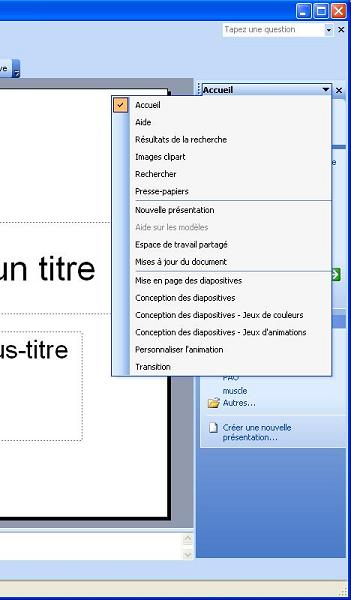 Tapez une question
ve
Accueil
Accueil
Aide
Résultats de la recherche
Images clipart
Rechercher
Presse-papiers
Nouvelle présentation
Aide sur les modèles
Espace de travail partagé
Mises à jour du document
Mise en page des diapositives
Conception des diapositives
Conception des diapositives - Jeux de couleurs
Conception des diapositives - Jeux d'animations
Personnaliser l'animation
Transition
un titre
us-titre
e
PAO
muscle
Autres...
Créer une nouvelle
présentation...